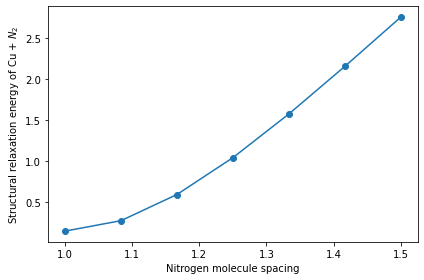 Structural relaxation energy of Cu + N₂
2.5
2.0
1.5
1.0
0.5
1.0 1.1 1.2 1.3 1.4 1.5
Nitrogen molecule spacing